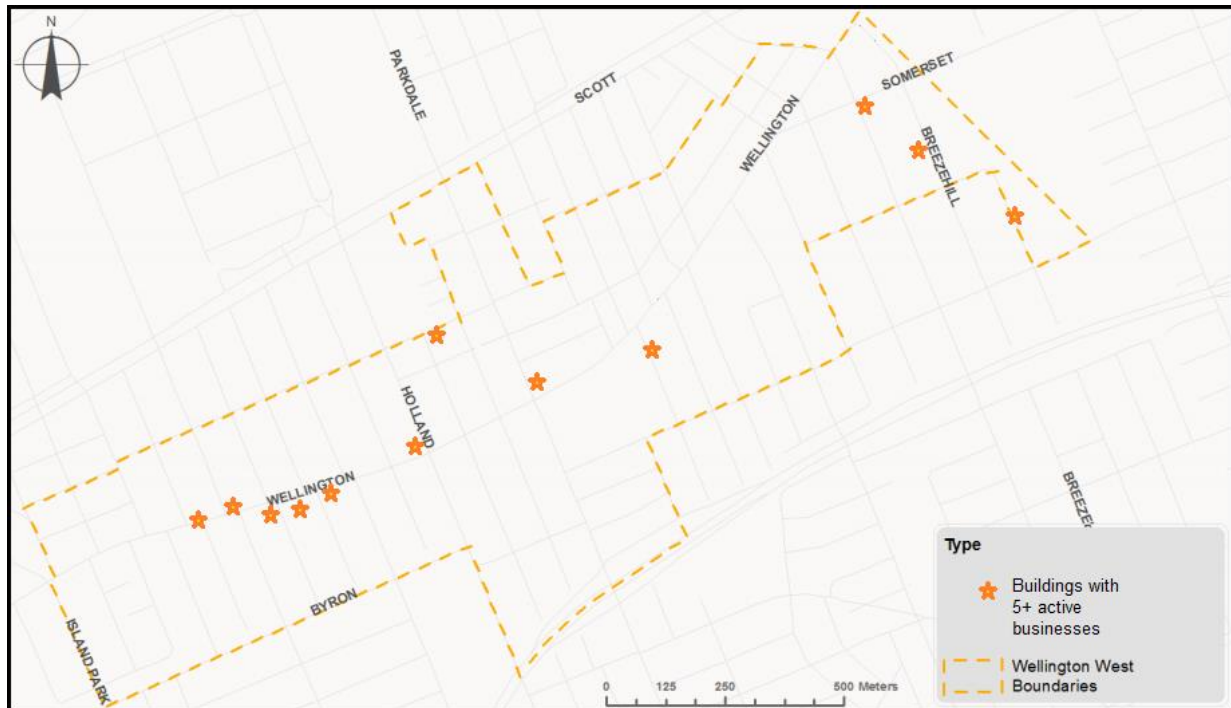 N
PARKDALE
SCOTT
SOMERSET
WELLINGTON
BREEZEHILL
HOLLAND
WELLINGTON
BYRON
ISLAND PARK
0 125 250 500 Meters
Type
Buildings with
5+ active
businesses
Wellington West
Boundaries